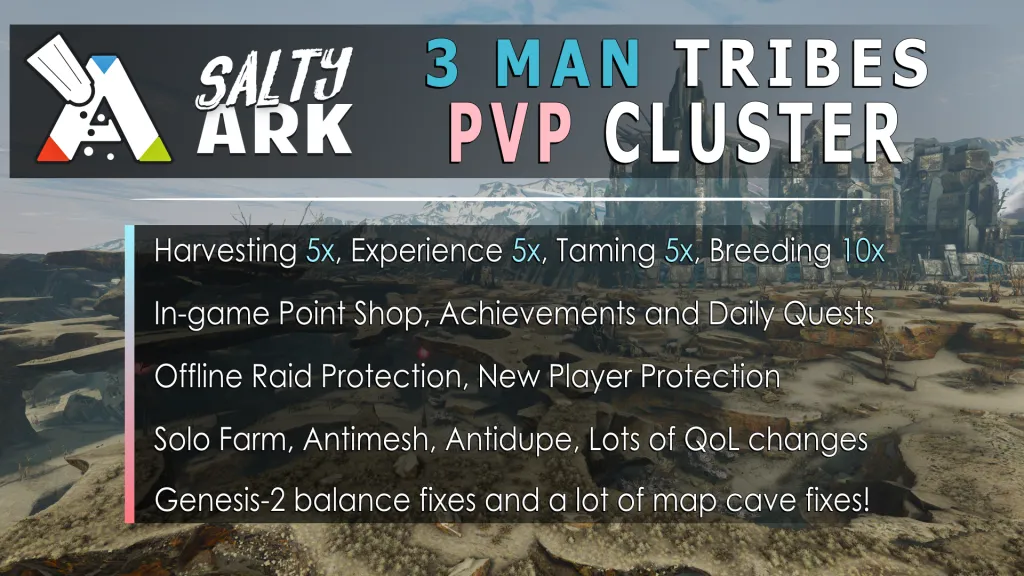 SALTY
ARK
3 MAN TRIBES
PVP CLUSTER
Harvesting 5x, Experience 5x, Taming 5x, Breeding 10x
In-game Point Shop, Achievements and Daily Quests
Offline Raid Protection, New Player Protection
Solo Farm, Antimesh, Antidupe, Lots of QoL changes
Genesis-2 balance fixes and a lot of map cave fixes!